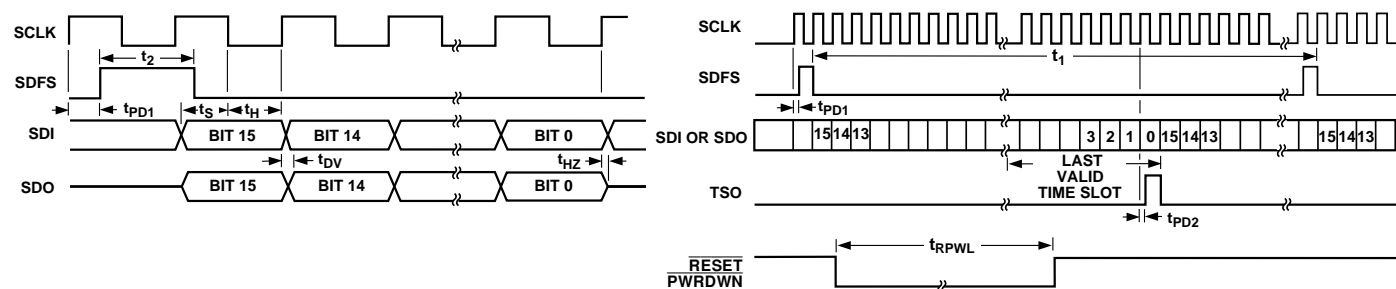 SCLK
t2
SDFS
tPD1
tS
tH
SDI
BIT 15
BIT 14
BIT 0
tDV
tHZ
SDO
BIT 15
BIT 14
BIT 0
SCLK
t1
SDFS
tPD1
SDI OR SDO
15 14 13
3 2 1 0 15 14 13
15 14 13
LAST
VALID
TIME SLOT
TSO
tPD2
tRPWL
RESET
PWRDWN